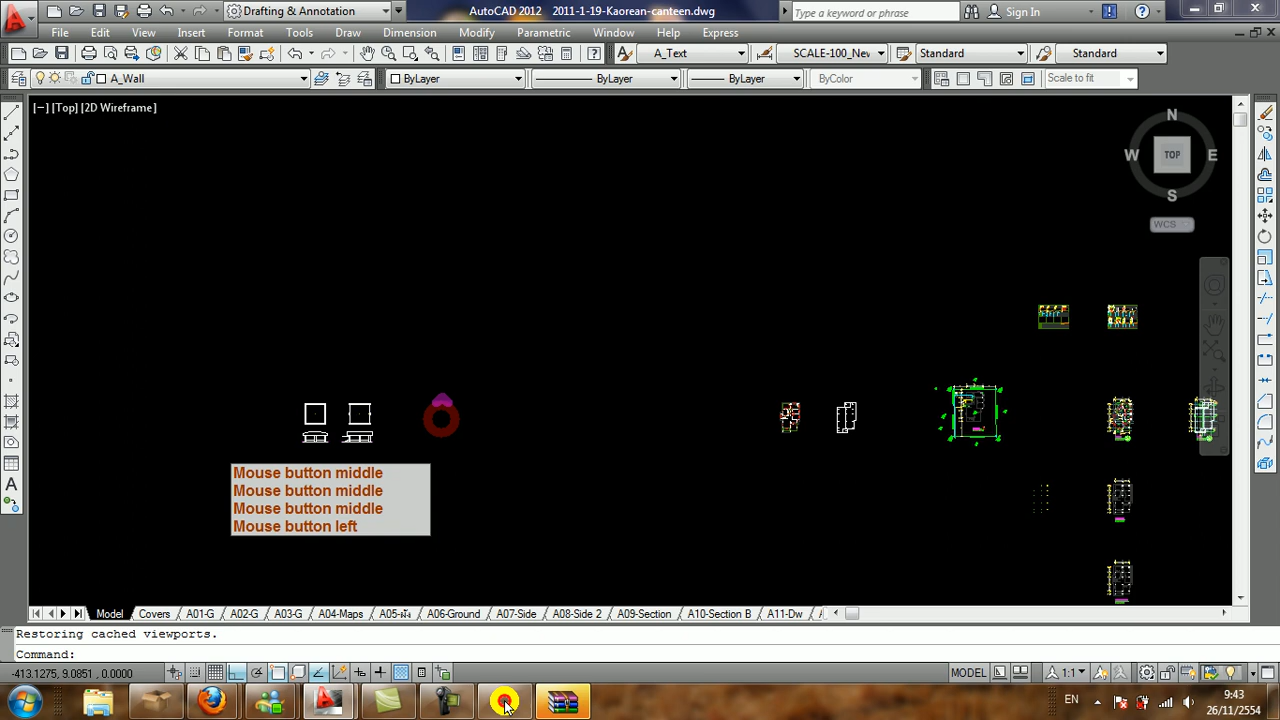 Drafting & Annotation
AutoCAD 2012 2011-1-19-Kaorean-canteen.dwg
Type a keyword or phrase
Sign In
File Edit View Insert Format Tools Draw Dimension Modify Parametric Window Help Express
A_Text
SCALE-100_New
Standard
Standard
A_Wall
ByLayer
ByLayer
ByLayer
ByColor
Scale to fit
[−] [Top] [2D Wireframe]
N
W TOP E
S
WCS
Mouse button middle
Mouse button middle
Mouse button middle
Mouse button left
Model Covers A01-G A02-G A03-G A04-Maps A06-Ground A07-Side A08-Side 2 A09-Section A10-Section B A11-Dw
Restoring cached viewports.
Command:
-413.1275, 9.0851, 0.0000
MODEL
1:1
EN
9:43
26/11/2554